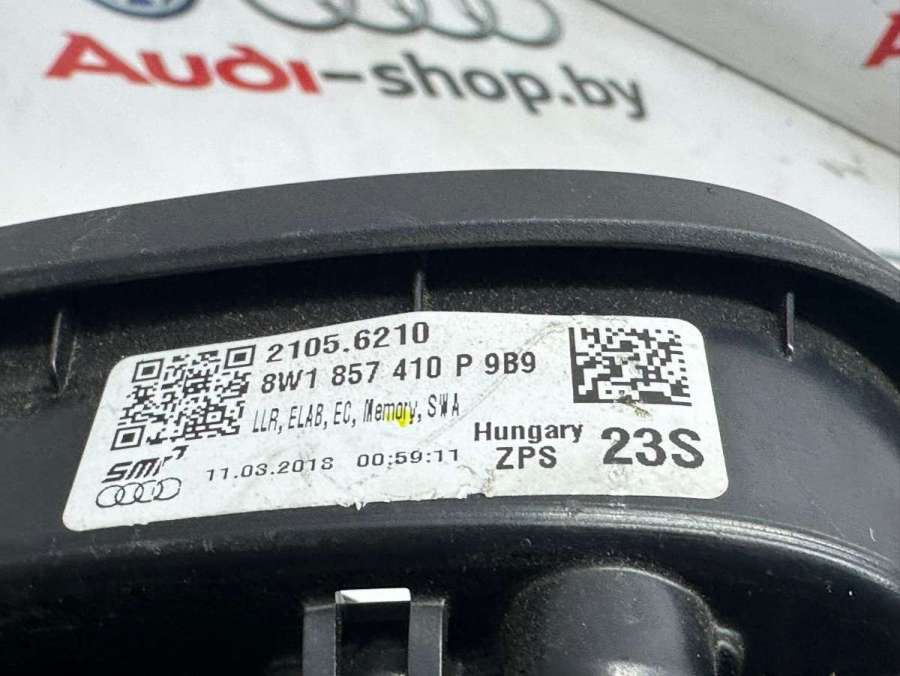 Audi-shop.by
2105.6210
8W1 857 410 P 9B9
LLR, ELAB, EC, Memory, SWA
Hungary
ZPS
23S
smr
11.03.2018 00:59:11